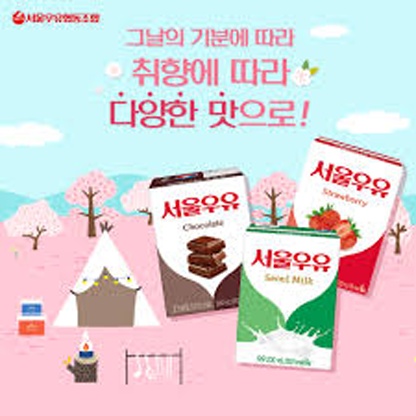 서울우유협동조합
그날의 기분에 따라
취향에 따라
다양한 맛으로!
서울우유
Strawberry
서울우유
Chocolate
서울우유
Sweet Milk